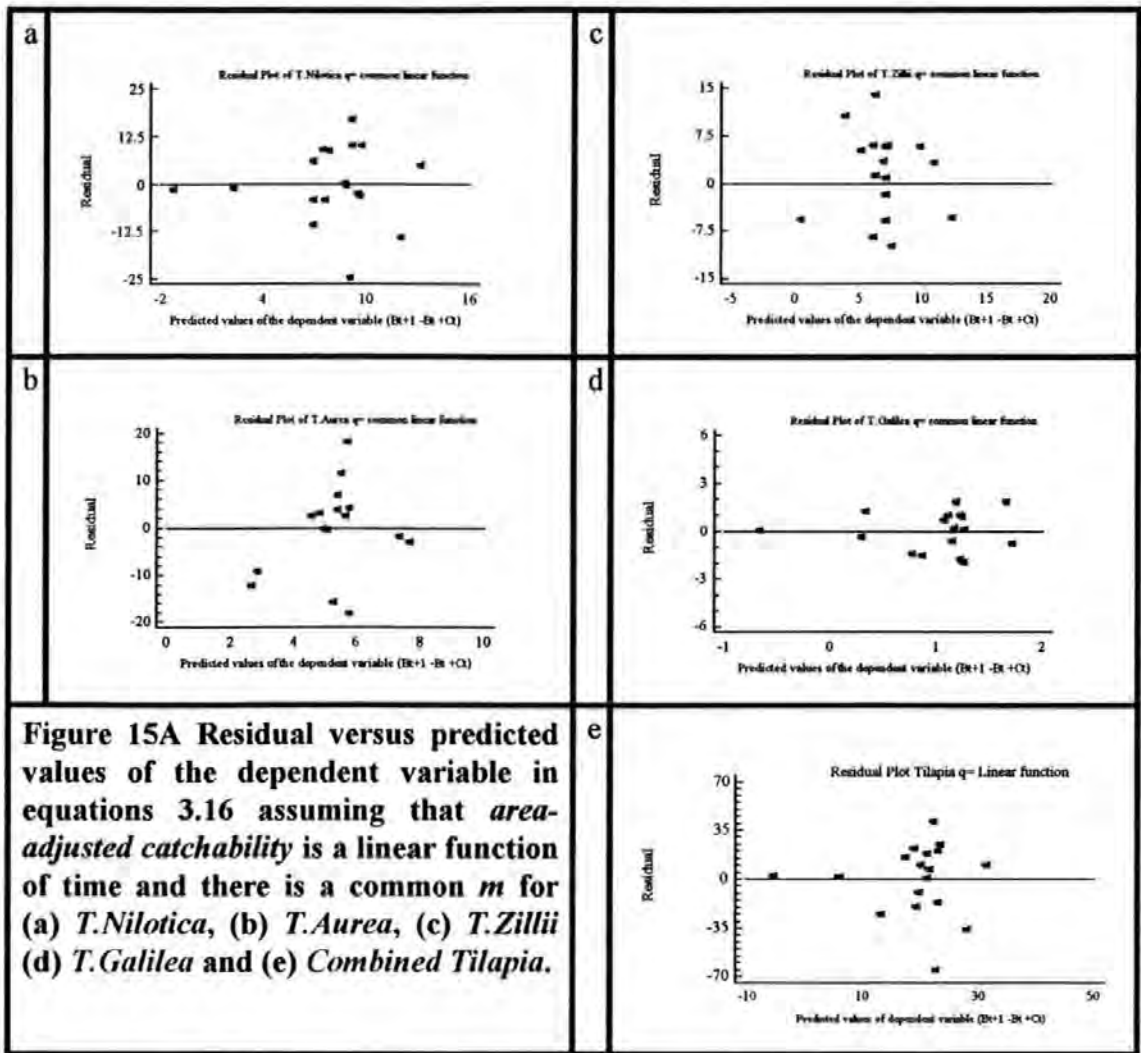 a
Residual Plot of T.Nilotica q= common linear function
25
12.5
0
-12.5
-25
Residual
-2 4 10 16
Predicted values of the dependent variable (Bt+1 -Bt +Ct)
c
Residual Plot of T.Zillii q= common linear function
15
7.5
0
-7.5
-15
Residual
-5 0 5 10 15 20
Predicted values of the dependent variable (Bt+1 -Bt +Ct)
b
Residual Plot of T.Aurea q= common linear function
20
10
0
-10
-20
Residual
0 2 4 6 8 10
Predicted values of the dependent variable (Bt+1 -Bt +Ct)
d
Residual Plot of T.Galilea q= common linear function
6
3
0
-3
-6
Residual
-1 0 1 2
Predicted values of the dependent variable (Bt+1 -Bt +Ct)
Figure 15A Residual versus predicted
values of the dependent variable in
equations 3.16 assuming that area-
adjusted catchability is a linear function
of time and there is a common m for
(a) T.Nilotica, (b) T.Aurea, (c) T.Zillii
(d) T.Galilea and (e) Combined Tilapia.
e
Residual Plot Tilapia q= Linear function
70
35
0
-35
-70
Residual
-10 10 30 50
Predicted values of dependent variable (Bt+1 -Bt +Ct)